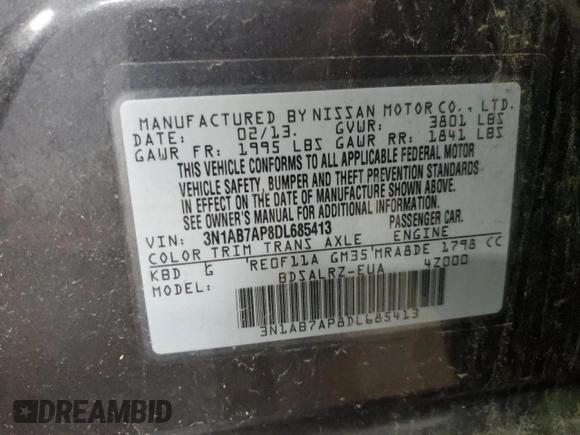 MANUFACTURED BY NISSAN MOTOR CO., LTD.
DATE: 02/13. GVWR: 3801 LBS
GAWR FR: 1995 LBS GAWR RR: 1841 LBS
THIS VEHICLE CONFORMS TO ALL APPLICABLE FEDERAL MOTOR
VEHICLE SAFETY, BUMPER AND THEFT PREVENTION STANDARDS
IN EFFECT ON THE DATE OF MANUFACTURE SHOWN ABOVE.
SEE OWNER'S MANUAL FOR ADDITIONAL INFORMATION.
VIN: 3N1AB7AP8DL685413 PASSENGER CAR.
COLOR TRIM TRANS AXLE ENGINE
KBD G RE0F11A GM35 MRA8DE 1798 CC
MODEL: BDSALRZ-EUA 4Z000
3N1AB7AP8DL685413
DREAMBID